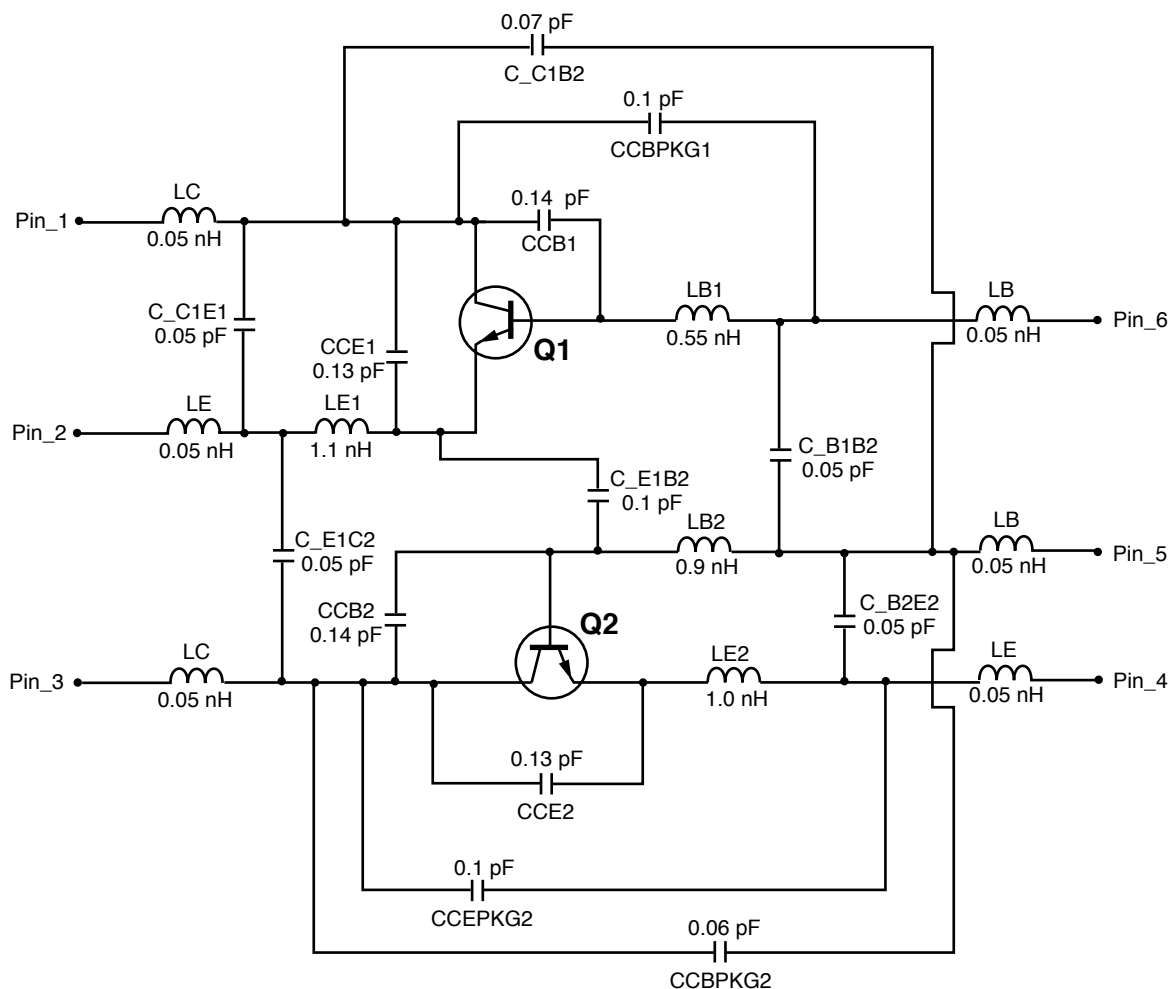 0.07 pF
C_C1B2
0.1 pF
CCBPKG1
LC
0.14 pF
Pin_1
0.05 nH
CCB1
LB1
LB
C_C1E1
0.05 pF
Pin_6
0.55 nH
0.05 nH
CCE1
0.13 pF
Q1
LE
LE1
Pin_2
0.05 nH
1.1 nH
C_B1B2
0.05 pF
C_E1B2
0.1 pF
LB2
LB
C_E1C2
0.05 pF
Pin_5
0.9 nH
0.05 nH
CCB2
0.14 pF
C_B2E2
0.05 pF
Q2
LC
LE2
LE
Pin_3
Pin_4
0.05 nH
1.0 nH
0.05 nH
0.13 pF
CCE2
0.1 pF
CCEPKG2
0.06 pF
CCBPKG2